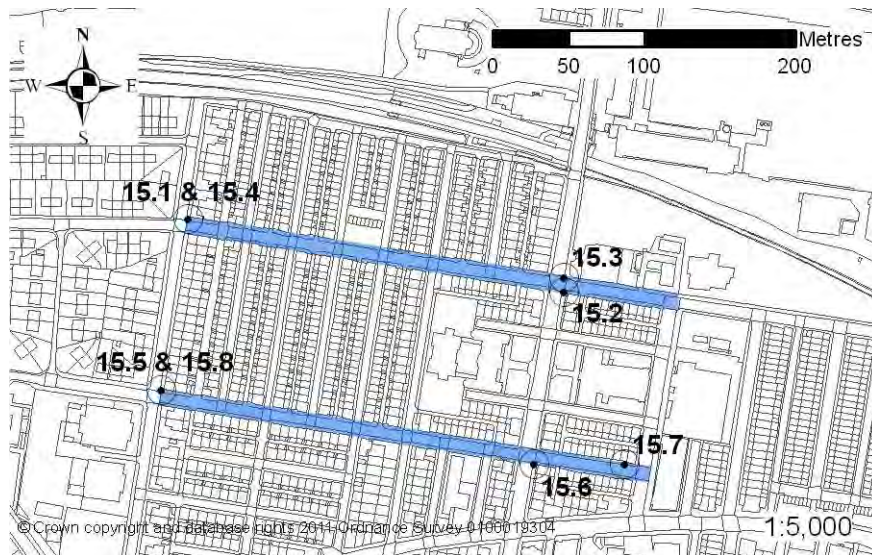 N
W E
S
Metres
0 50 100 200
15.1 & 15.4
15.3
15.2
15.5 & 15.8
15.7
15.6
© Crown copyright and database rights 2011 Ordnance Survey 0100019304
1:5,000